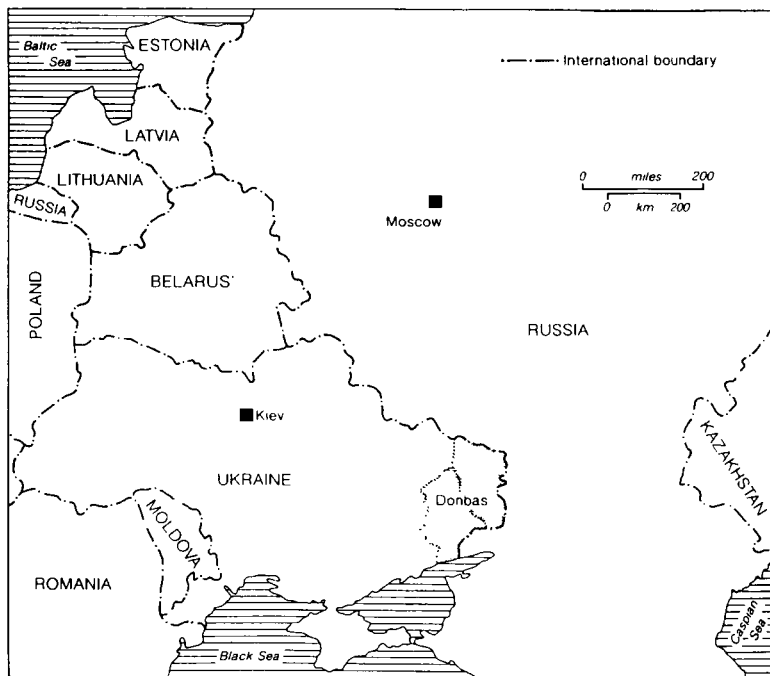 Baltic
Sea
ESTONIA
International boundary
LATVIA
LITHUANIA
0 miles 200
0 km 200
RUSSIA
Moscow
BELARUS
POLAND
RUSSIA
Kiev
KAZAKHSTAN
UKRAINE
Donbas
MOLDOVA
ROMANIA
Caspian
Sea
Black Sea